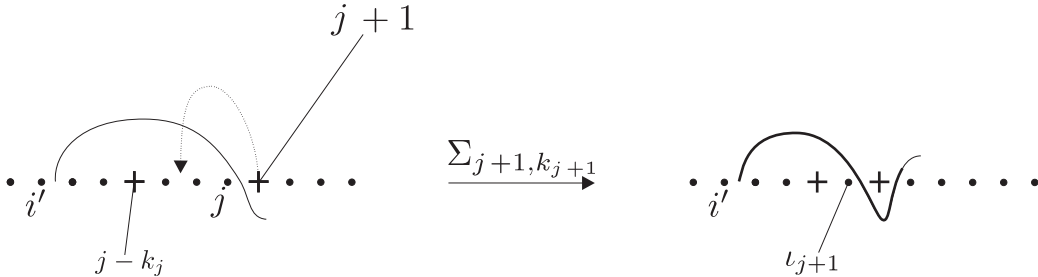 j + 1
Σ_{j+1,k_{j+1}}
i′
j
i′
j − k_j
ι_{j+1}